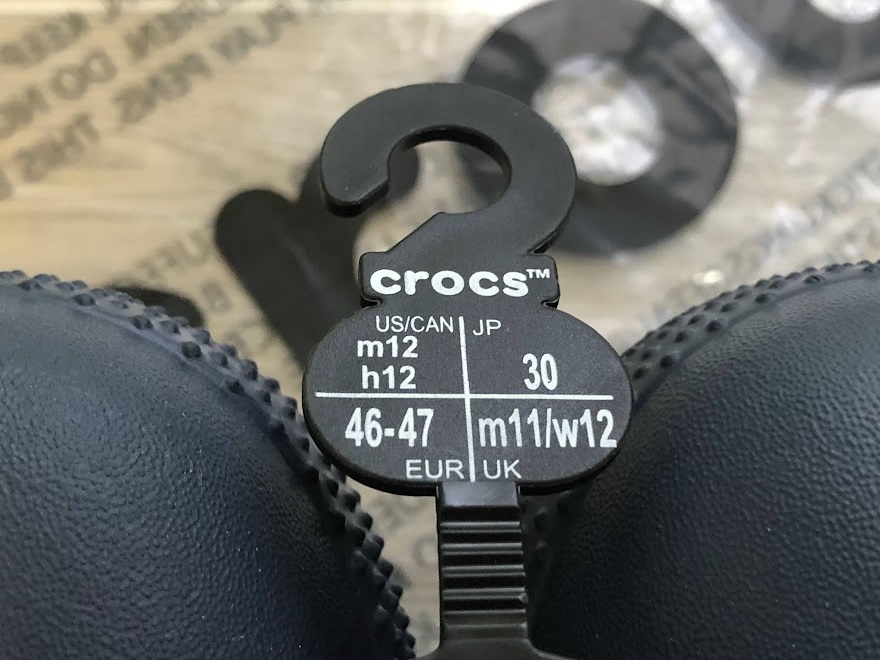 crocs™
US/CAN JP
m12
h12
30
46-47 m11/w12
EUR UK